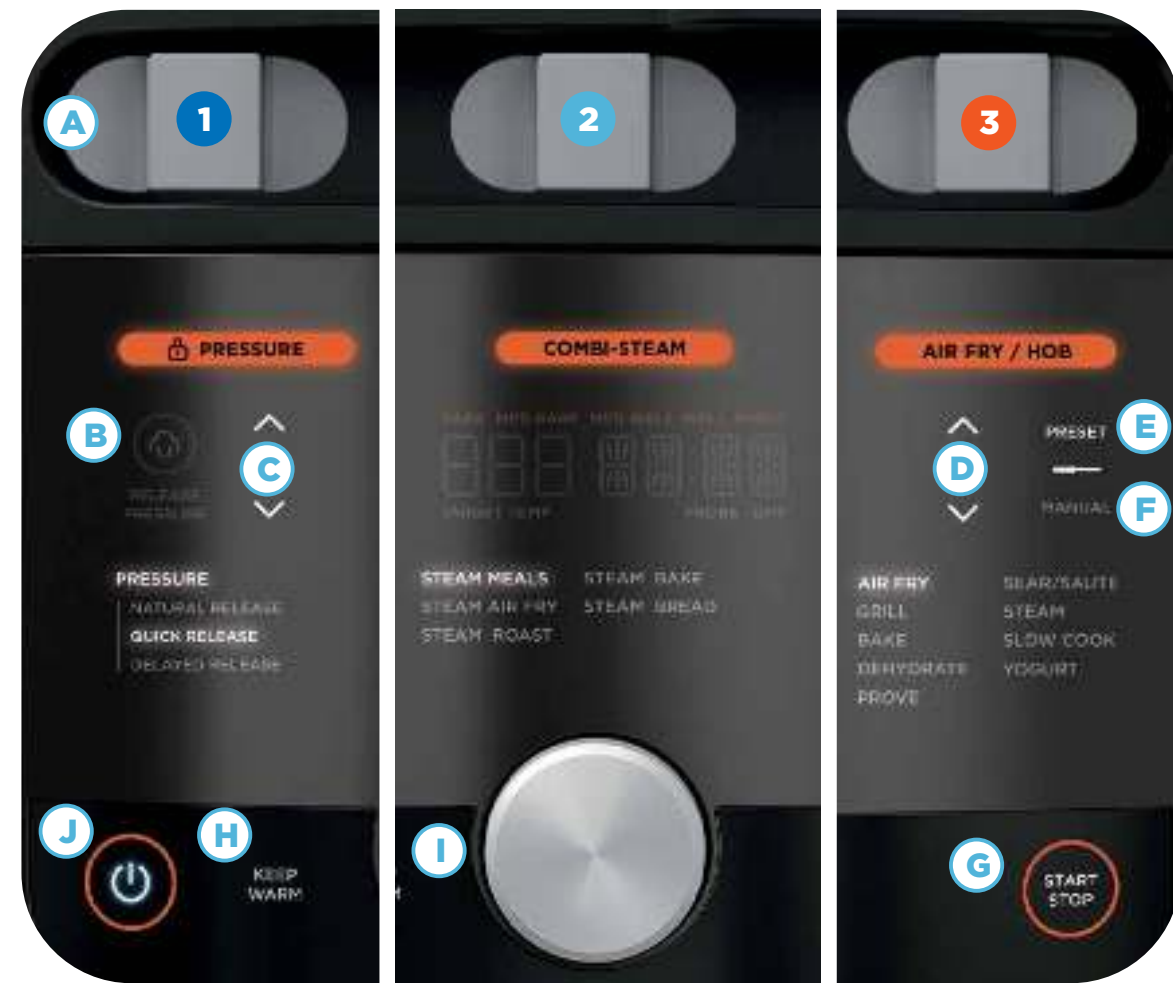 A
1
2
3
PRESSURE
COMBI-STEAM
AIR FRY / HOB
B
RELEASE
PRESSURE
C
D
PRESET
E
MANUAL
F
PRESSURE
NATURAL RELEASE
QUICK RELEASE
DELAYED RELEASE
STEAM MEALS
STEAM AIR FRY
STEAM ROAST
STEAM BAKE
STEAM BREAD
AIR FRY
GRILL
BAKE
DEHYDRATE
PROVE
SEAR/SAUTE
STEAM
SLOW COOK
YOGURT
J
H
KEEP
WARM
I
G
START
STOP